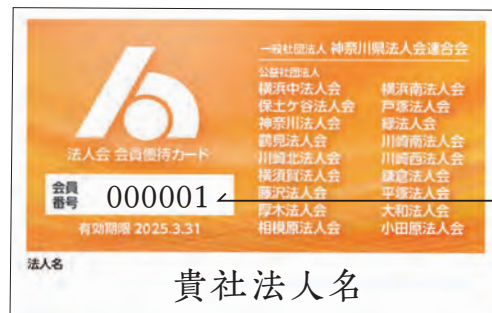 一般社団法人 神奈川県法人会連合会
公益社団法人
横浜中法人会 横浜南法人会
保土ケ谷法人会 戸塚法人会
神奈川法人会 緑法人会
鶴見法人会 川崎南法人会
川崎北法人会 川崎西法人会
横須賀法人会 鎌倉法人会
藤沢法人会 平塚法人会
厚木法人会 大和法人会
相模原法人会 小田原法人会
法人会 会員優待カード
会員番号 000001
有効期限 2025.3.31
法人名
貴社法人名